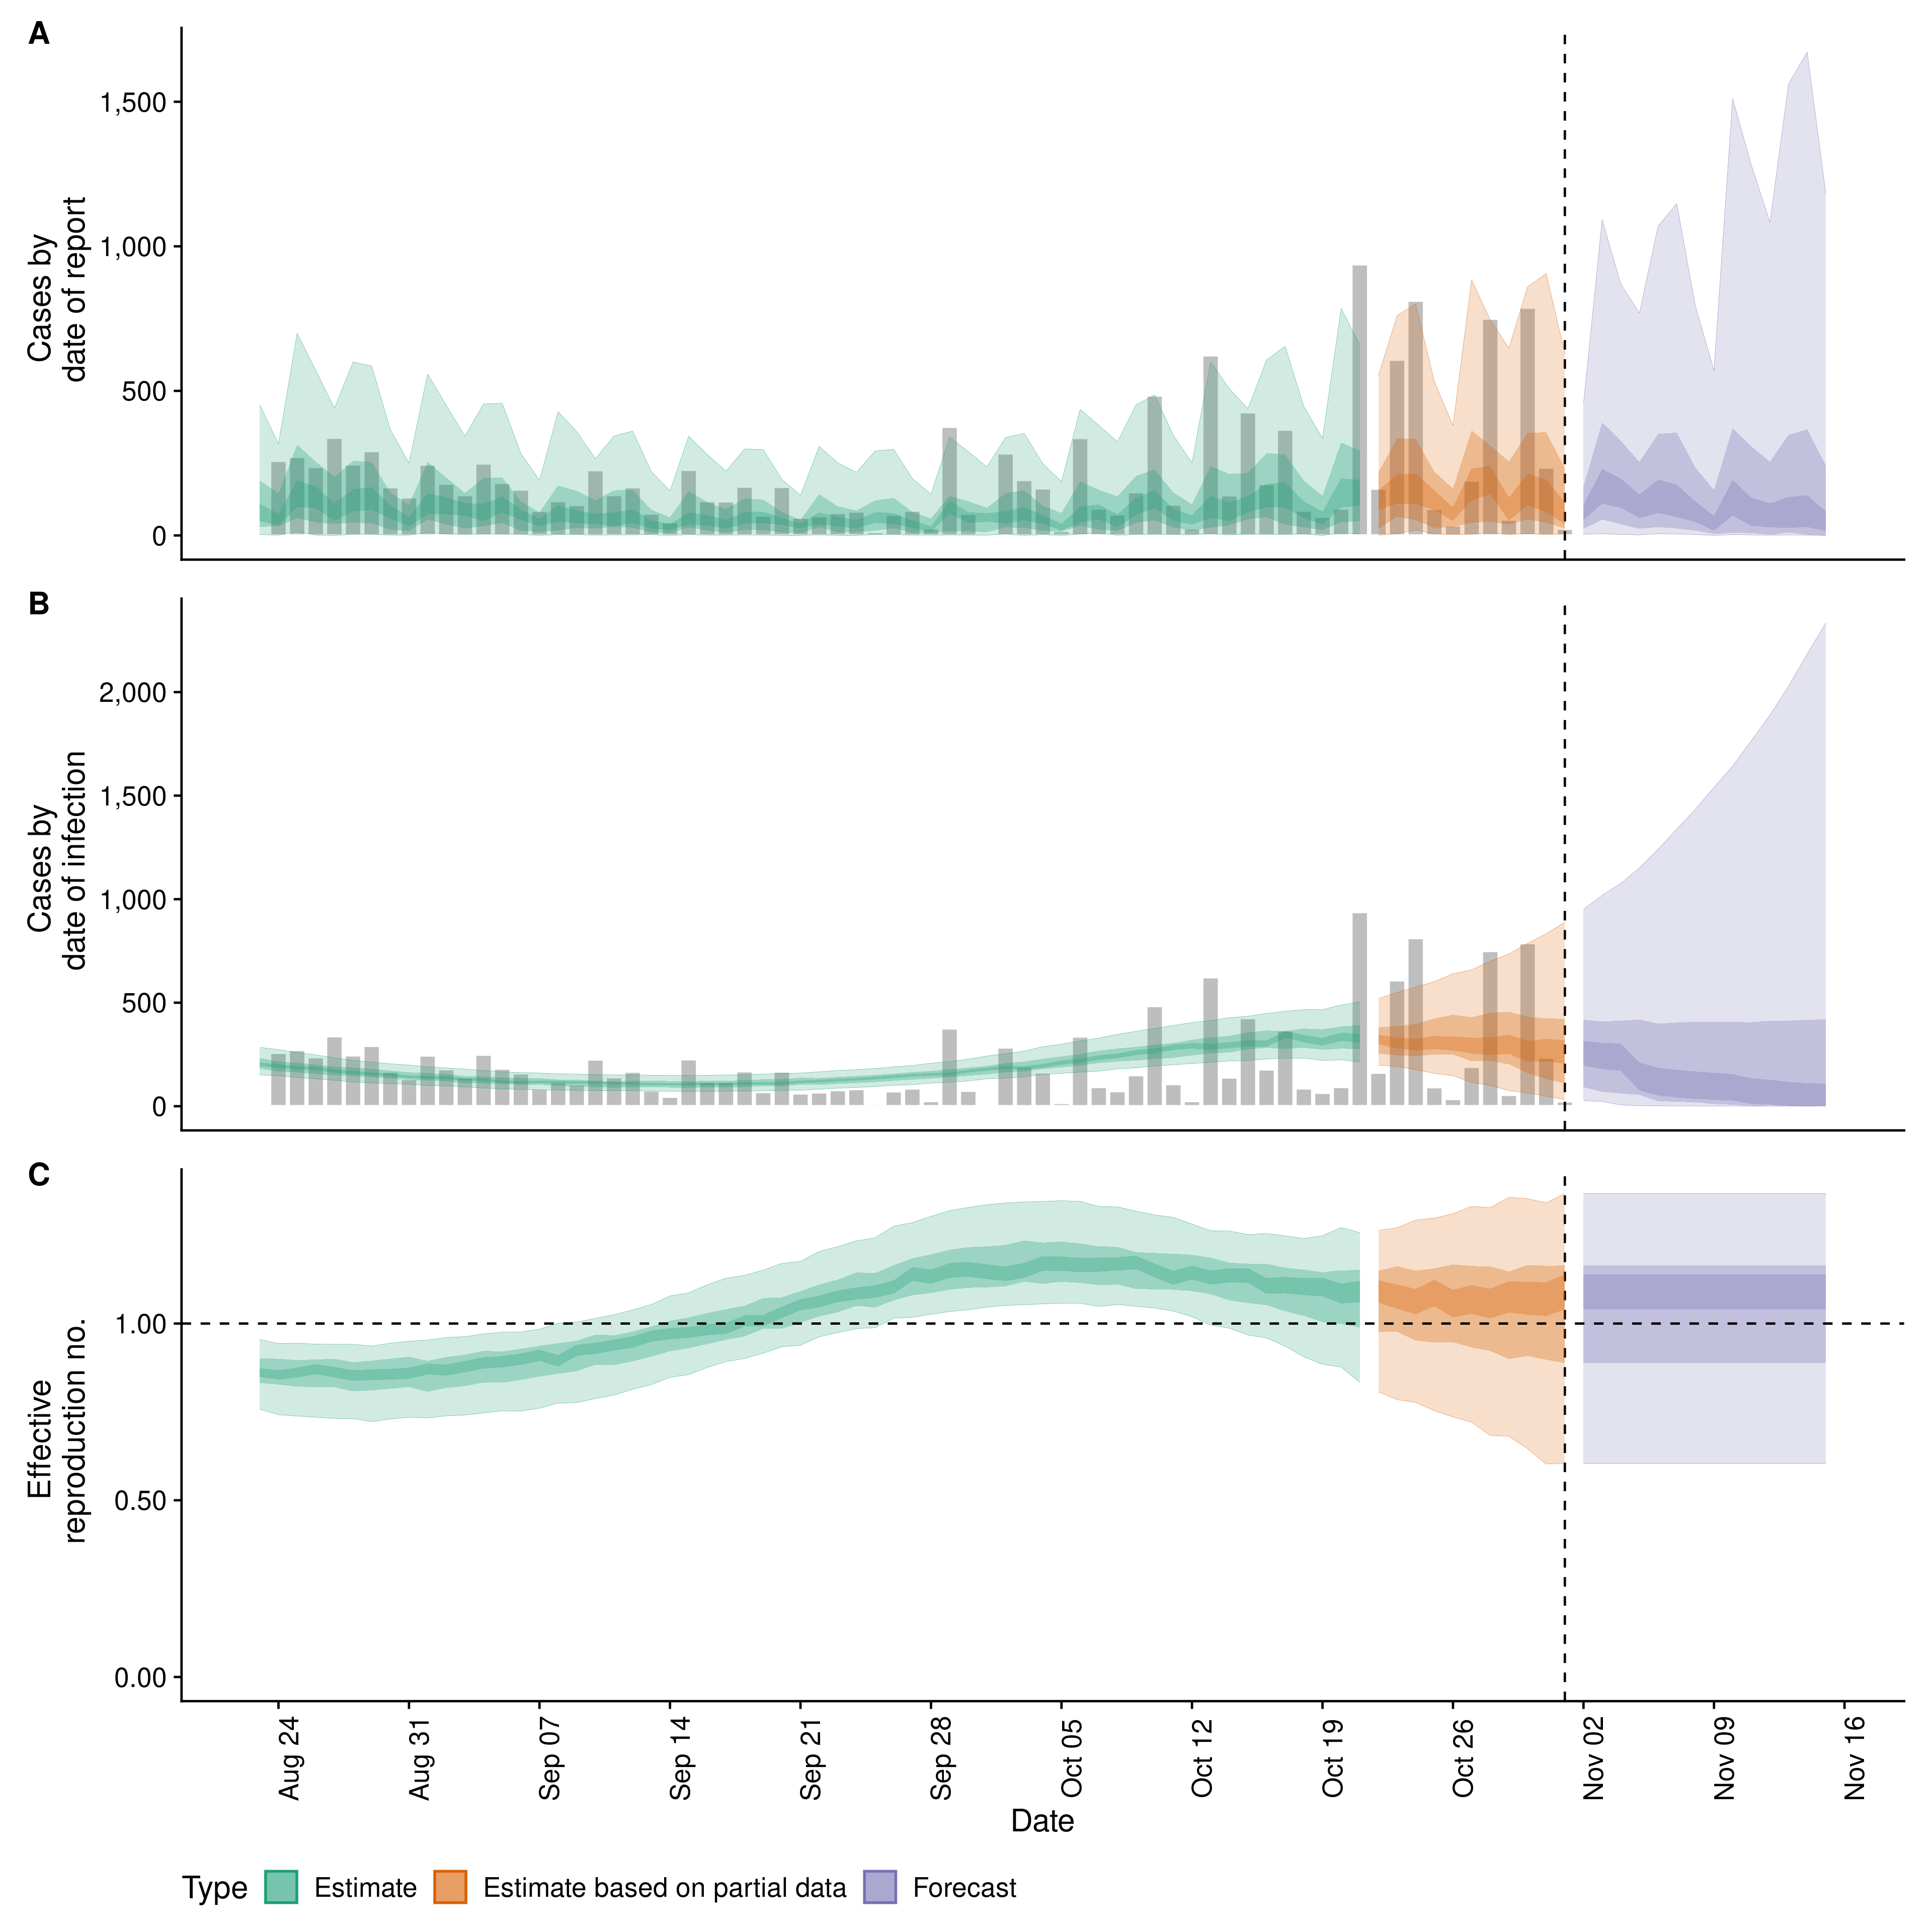 A
Cases by
date of report
1,500
1,000
500
0
B
Cases by
date of infection
2,000
1,500
1,000
500
0
C
Effective
reproduction no.
1.00
0.50
0.00
Aug 24
Aug 31
Sep 07
Sep 14
Sep 21
Sep 28
Oct 05
Oct 12
Oct 19
Oct 26
Nov 02
Nov 09
Nov 16
Date
Type Estimate Estimate based on partial data Forecast